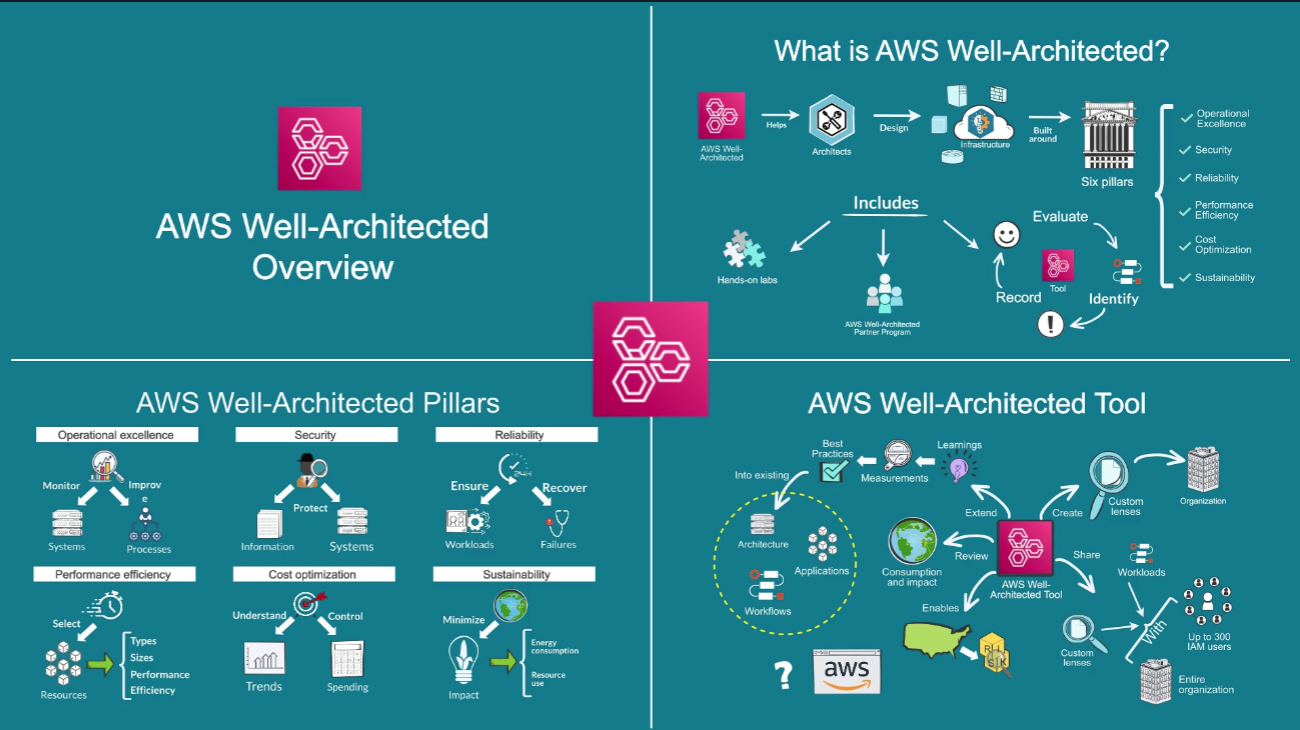 AWS Well-Architected
Overview
What is AWS Well-Architected?
AWS Well-
Architected
Helps
Architects
Design
Infrastructure
Built
around
Six pillars
Operational
Excellence
Security
Reliability
Performance
Efficiency
Cost
Optimization
Sustainability
Includes
Hands-on labs
AWS Well-Architected
Partner Program
Evaluate
Tool
Record
Identify
!
AWS Well-Architected Pillars
Operational excellence
Monitor
Improv
e
Systems
Processes
Security
Protect
Information
Systems
Reliability
Ensure
Recover
Workloads
Failures
Performance efficiency
Select
Resources
Types
Sizes
Performance
Efficiency
Cost optimization
Understand
Control
Trends
Spending
Sustainability
Minimize
Impact
Energy
consumption
Resource
use
AWS Well-Architected Tool
Best
Practices
Learnings
Measurements
Into existing
Architecture
Applications
Workflows
Extend
Create
Custom
lenses
Organization
Review
Consumption
and impact
AWS Well-
Architected Tool
Share
Enables
RISK
Workloads
Custom
lenses
With
Up to 300
IAM users
Entire
organization
?
aws